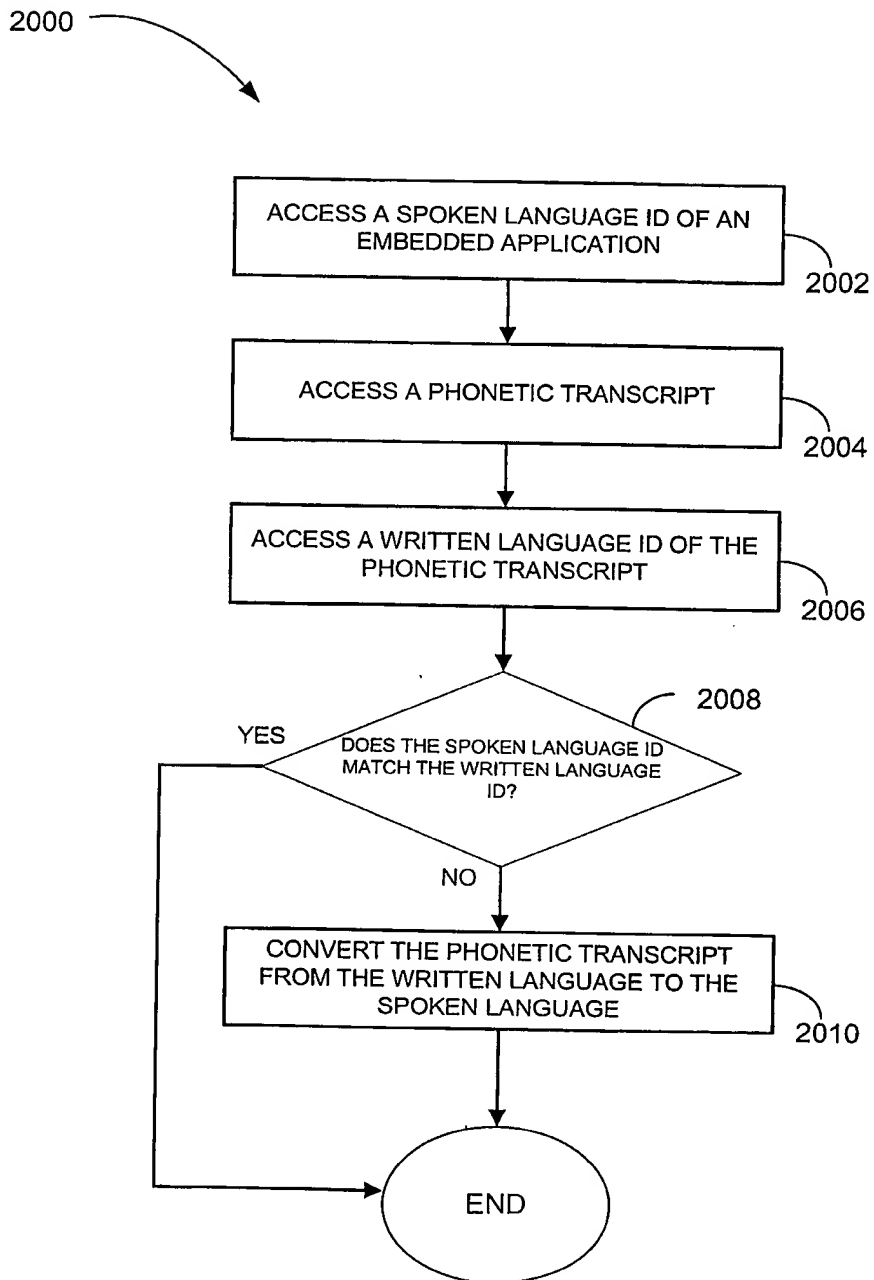 2000
ACCESS A SPOKEN LANGUAGE ID OF AN
EMBEDDED APPLICATION
2002
ACCESS A PHONETIC TRANSCRIPT
2004
ACCESS A WRITTEN LANGUAGE ID OF THE
PHONETIC TRANSCRIPT
2006
2008
YES
DOES THE SPOKEN LANGUAGE ID
MATCH THE WRITTEN LANGUAGE
ID?
NO
CONVERT THE PHONETIC TRANSCRIPT
FROM THE WRITTEN LANGUAGE TO THE
SPOKEN LANGUAGE
2010
END